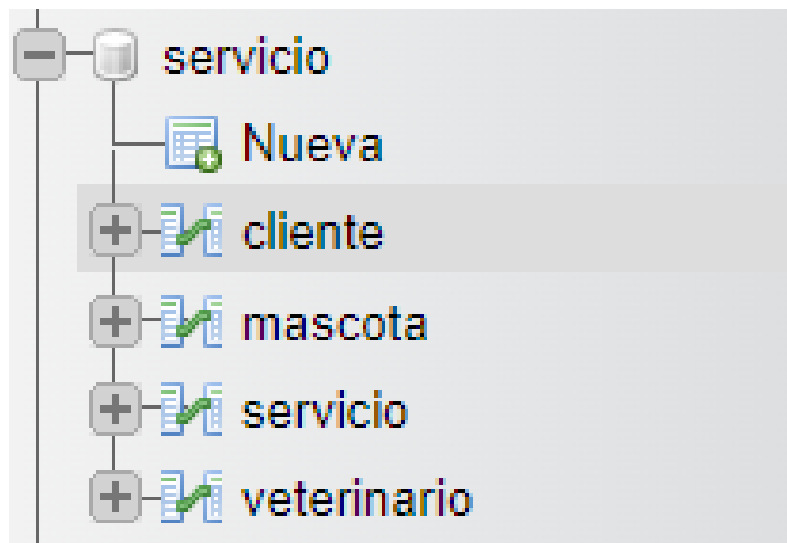 servicio
Nueva
cliente
mascota
servicio
veterinario